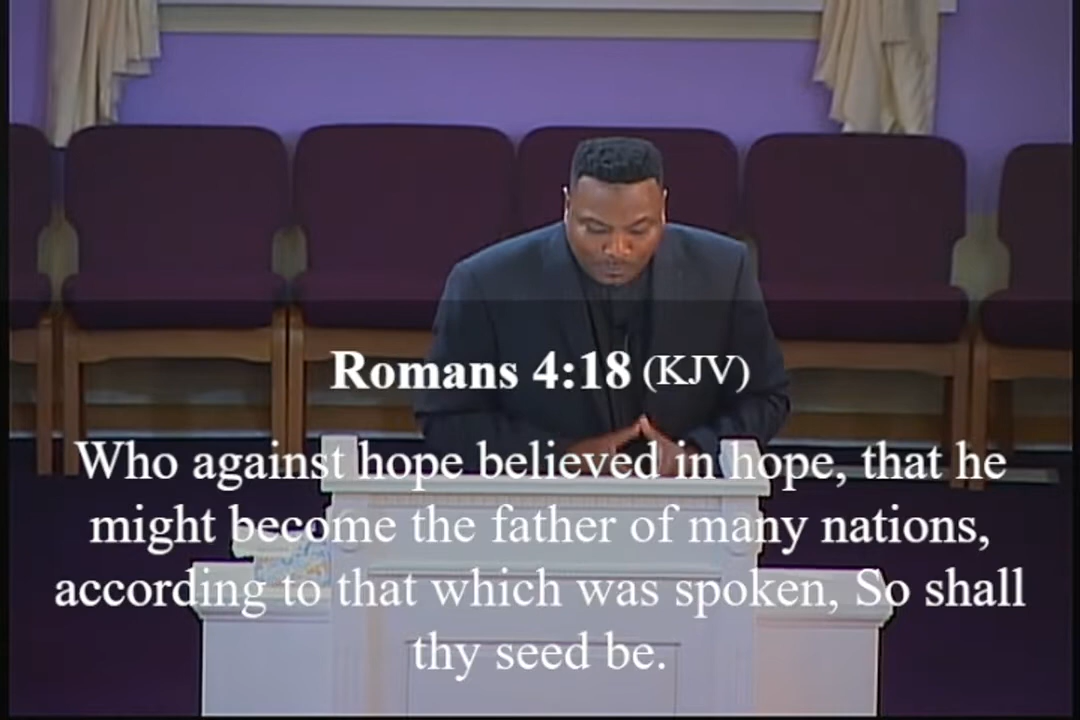 Romans 4:18 (KJV)
Who against hope believed in hope, that he
might become the father of many nations,
according to that which was spoken, So shall
thy seed be.